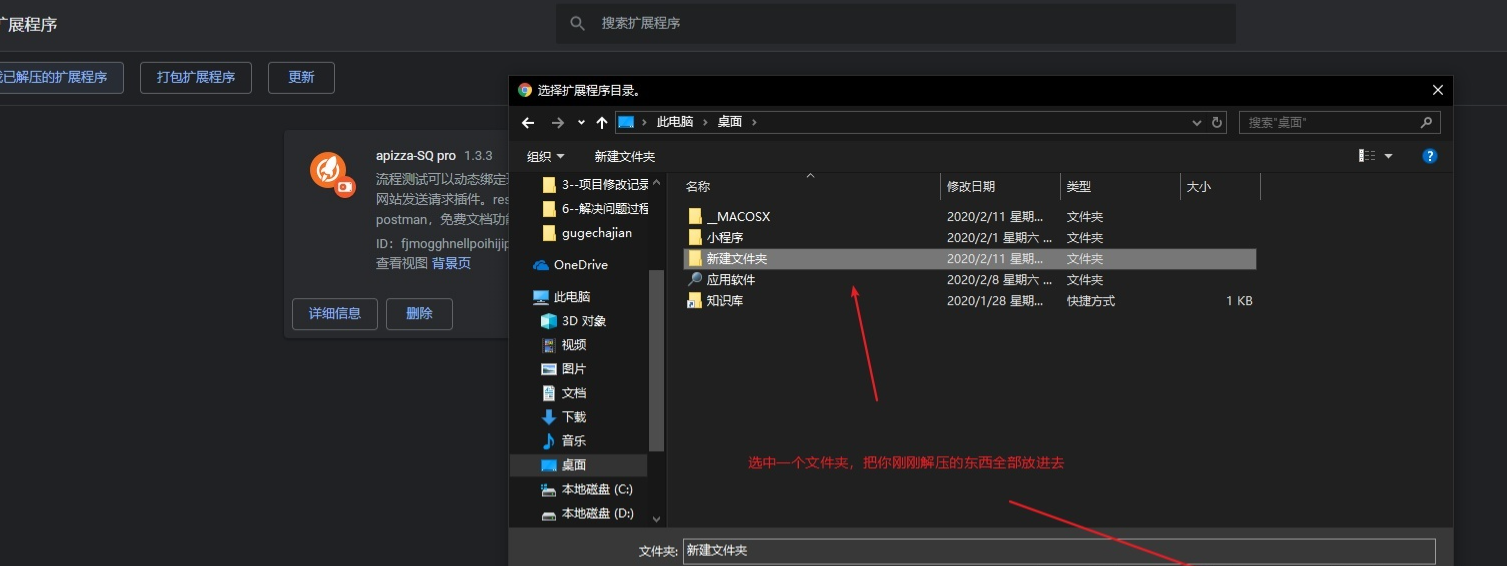 扩展程序
搜索扩展程序
已解压的扩展程序
打包扩展程序
更新
选择扩展程序目录。
此电脑
桌面
搜索"桌面"
组织
新建文件夹
apizza-SQ pro 1.3.3
流程测试可以动态绑定
网站发送请求插件。res
postman，免费文档功能
ID：fjmogghnellpoihijip
查看视图 背景页
详细信息
删除
3--项目修改记录
6--解决问题过程
gugechajian
OneDrive
此电脑
3D 对象
视频
图片
文档
下载
音乐
桌面
本地磁盘 (C:)
本地磁盘 (D:)
名称 修改日期 类型 大小
__MACOSX 2020/2/11 星期... 文件夹
小程序 2020/2/1 星期六 ... 文件夹
新建文件夹 2020/2/11 星期... 文件夹
应用软件 2020/2/8 星期六 ... 文件夹
知识库 2020/1/28 星期... 快捷方式 1 KB
选中一个文件夹，把你刚刚解压的东西全部放进去
文件夹: 新建文件夹